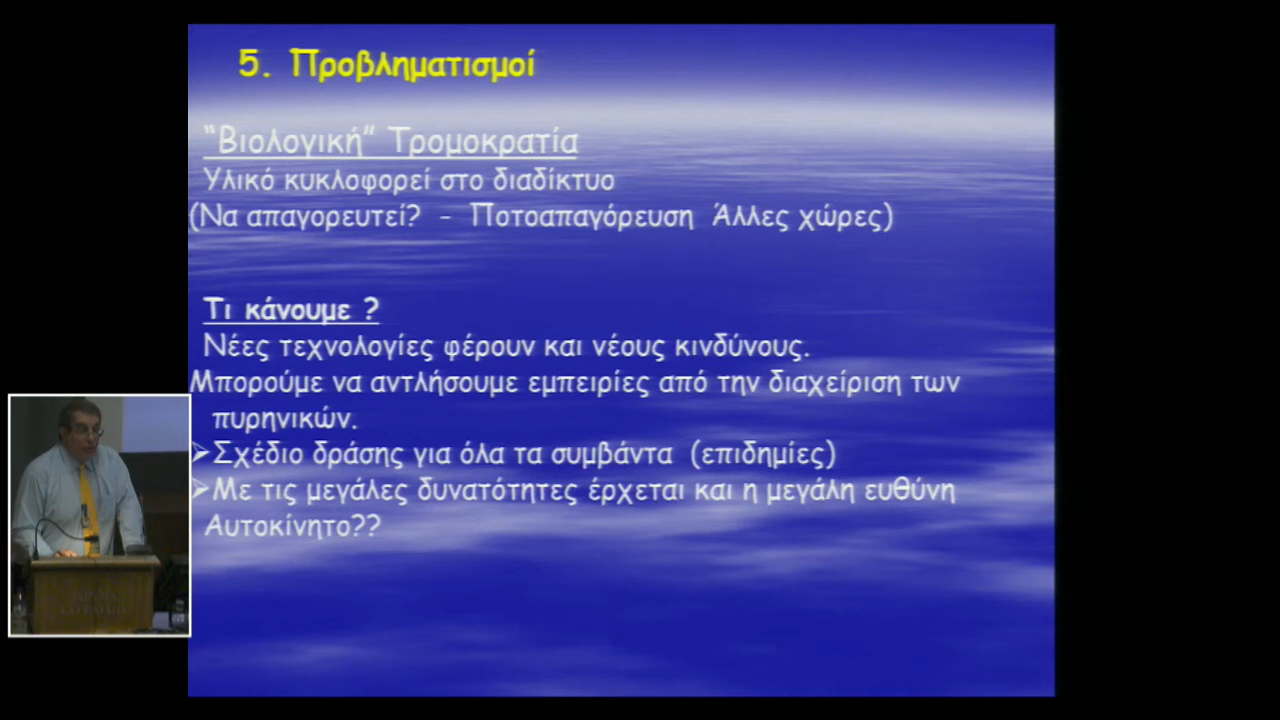 5. Προβληματισμοί
“Βιολογική” Τρομοκρατία
Υλικό κυκλοφορεί στο διαδίκτυο
(Να απαγορευτεί? - Ποτοαπαγόρευση Άλλες χώρες)
Τι κάνουμε ?
Νέες τεχνολογίες φέρουν και νέους κινδύνους.
Μπορούμε να αντλήσουμε εμπειρίες από την διαχείριση των
πυρηνικών.
➢Σχέδιο δράσης για όλα τα συμβάντα (επιδημίες)
➢Με τις μεγάλες δυνατότητες έρχεται και η μεγάλη ευθύνη
Αυτοκίνητο??